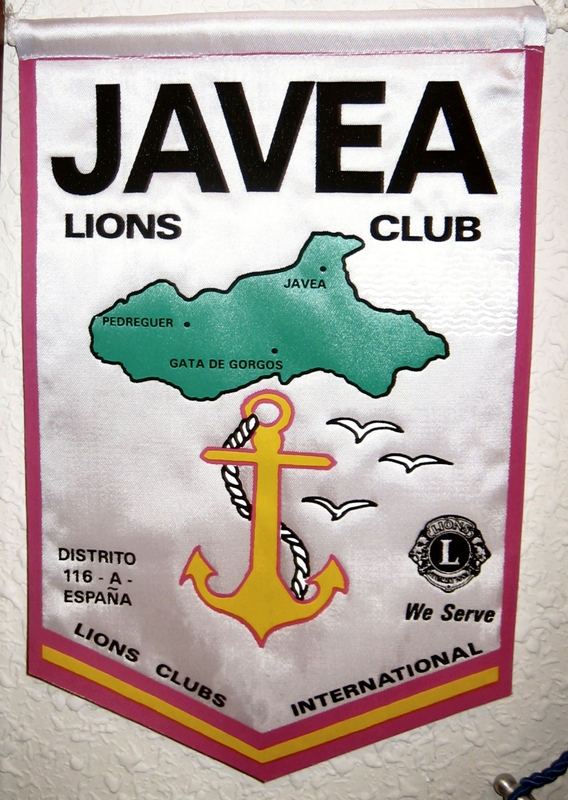 JAVEA
LIONS CLUB
JAVEA
PEDREGUER
GATA DE GORGOS
DISTRITO
116 - A -
ESPAÑA
LIONS
L
We Serve
LIONS CLUBS INTERNATIONAL